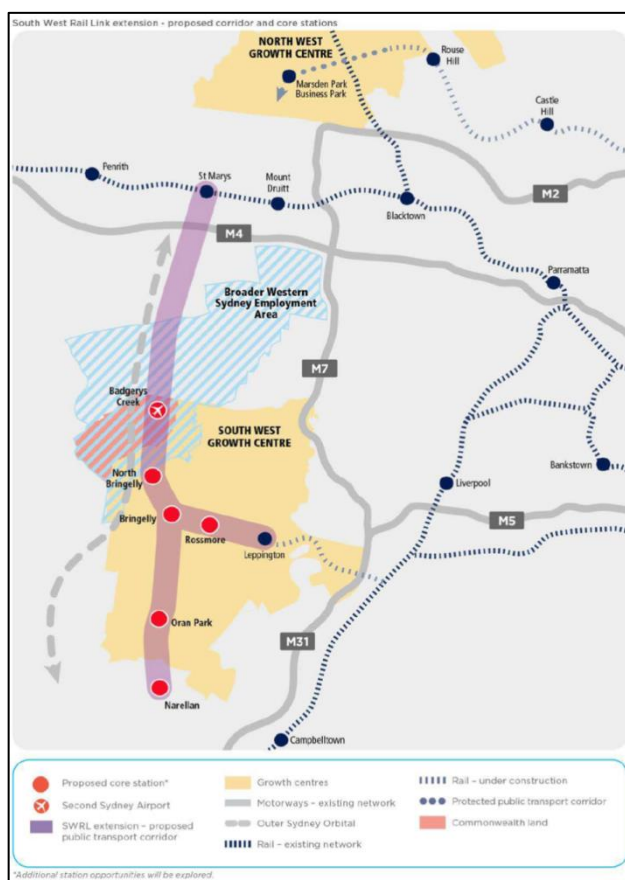 South West Rail Link extension - proposed corridor and core stations
NORTH WEST
GROWTH CENTRE
Rouse
Hill
Marsden Park
Business Park
Castle
Hill
Penrith
St Marys
Mount
Druitt
M2
Blacktown
M4
Parramatta
Broader Western
Sydney Employment
Area
M7
Badgerys
Creek
SOUTH WEST
GROWTH CENTRE
North
Bringelly
Bankstown
Liverpool
Bringelly
Rossmore
M5
Leppington
Oran Park
M31
Narellan
Campbelltown
Proposed core station*
Second Sydney Airport
SWRL extension – proposed
public transport corridor
Growth centres
Motorways – existing network
Outer Sydney Orbital
Rail – existing network
Rail – under construction
Protected public transport corridor
Commonwealth land
*Additional station opportunities will be explored.